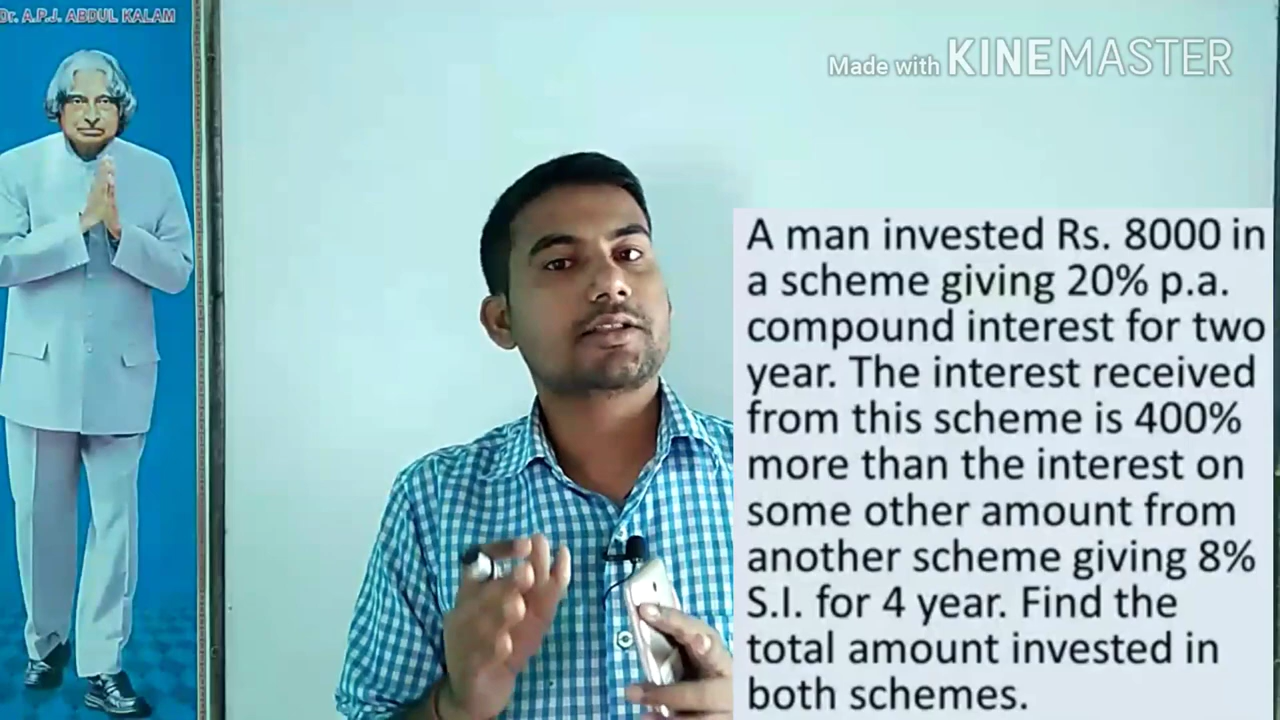 Dr. A.P.J. ABDUL KALAM
Made with KINEMASTER
A man invested Rs. 8000 in
a scheme giving 20% p.a.
compound interest for two
year. The interest received
from this scheme is 400%
more than the interest on
some other amount from
another scheme giving 8%
S.I. for 4 year. Find the
total amount invested in
both schemes.